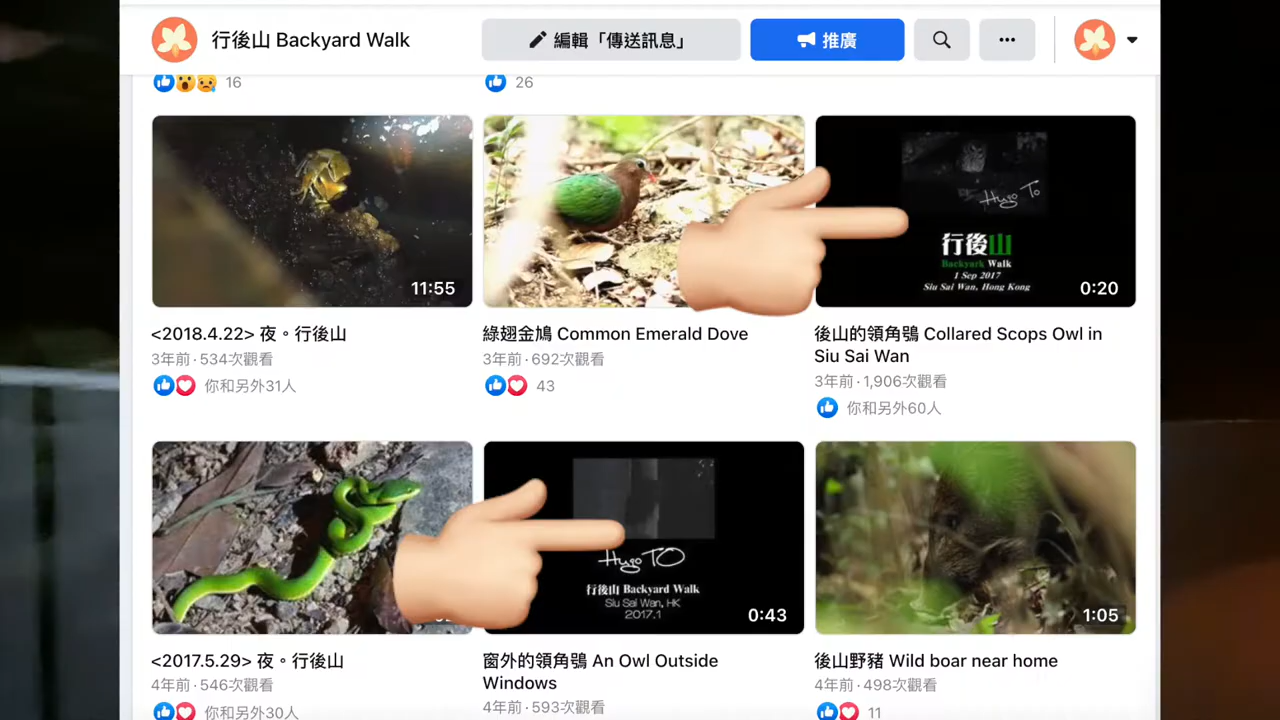 行後山 Backyard Walk
編輯「傳送訊息」
推廣
16
26
Hugo To
行後山
Backyark Walk
1 Sep 2017
Siu Sai Wan, Hong Kong
11:55
0:20
<2018.4.22> 夜。行後山
綠翅金鳩 Common Emerald Dove
後山的領角鴞 Collared Scops Owl in
Siu Sai Wan
3年前 · 534次觀看
3年前 · 692次觀看
3年前 · 1,906次觀看
你和另外31人
43
你和另外60人
Hugo TO
行後山 Backyard Walk
Siu Sai Wan, HK
2017.1
0:43
1:05
<2017.5.29> 夜。行後山
窗外的領角鴞 An Owl Outside
Windows
後山野豬 Wild boar near home
4年前 · 546次觀看
4年前 · 593次觀看
4年前 · 498次觀看
你和另外30人
11